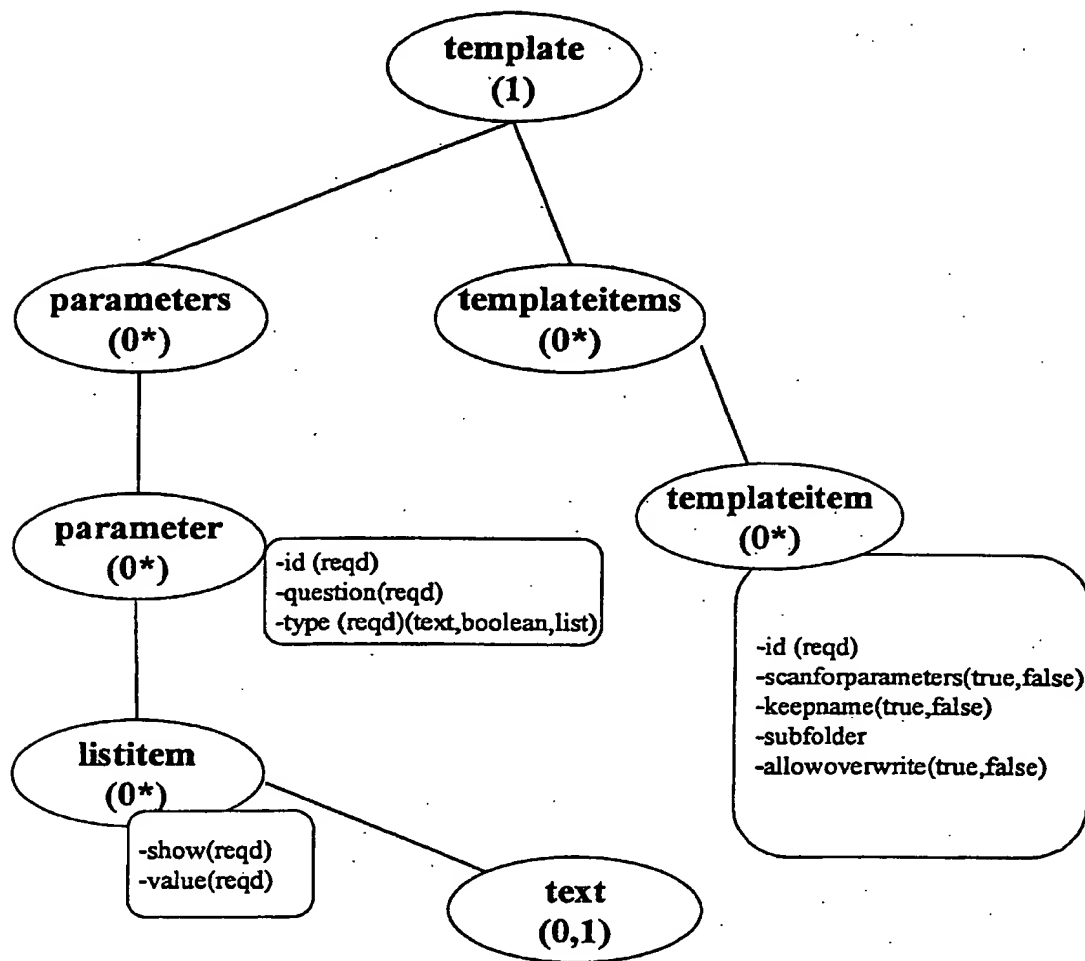 template
(1)
parameters
(0*)
templateitems
(0*)
parameter
(0*)
-id (reqd)
-question(reqd)
-type (reqd)(text,boolean,list)
templateitem
(0*)
-id (reqd)
-scanforparameters(true,false)
-keepname(true,false)
-subfolder
-allowoverwrite(true,false)
listitem
(0*)
-show(reqd)
-value(reqd)
text
(0,1)